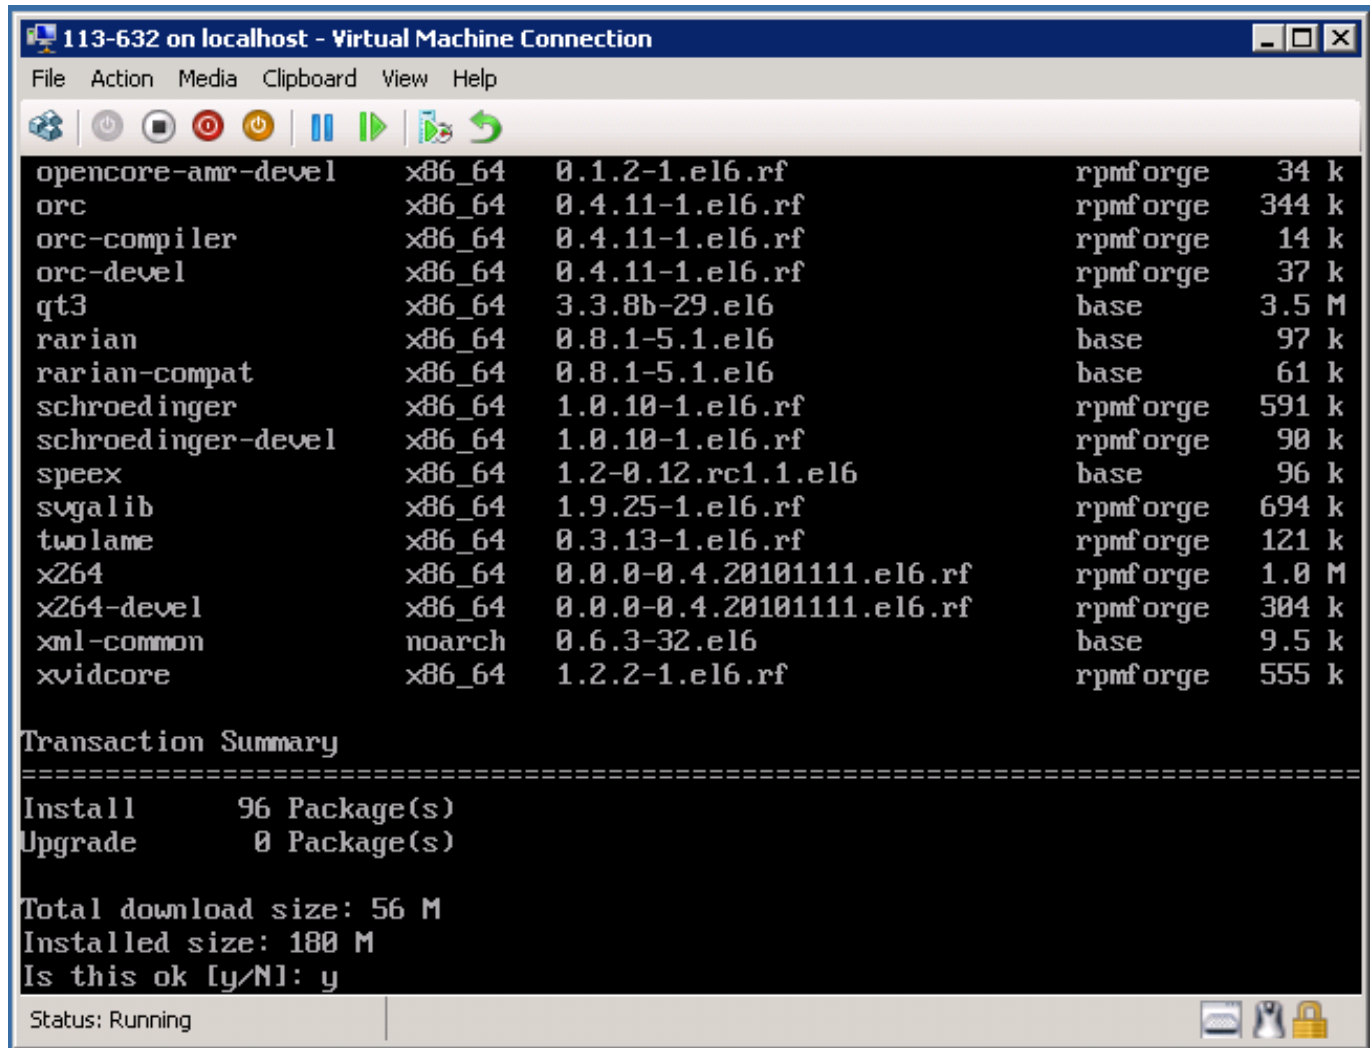 113-632 on localhost - Virtual Machine Connection
File Action Media Clipboard View Help
opencore-amr-devel x86_64 0.1.2-1.el6.rf rpmforge 34 k
orc x86_64 0.4.11-1.el6.rf rpmforge 344 k
orc-compiler x86_64 0.4.11-1.el6.rf rpmforge 14 k
orc-devel x86_64 0.4.11-1.el6.rf rpmforge 37 k
qt3 x86_64 3.3.8b-29.el6 base 3.5 M
rarian x86_64 0.8.1-5.1.el6 base 97 k
rarian-compat x86_64 0.8.1-5.1.el6 base 61 k
schroedinger x86_64 1.0.10-1.el6.rf rpmforge 591 k
schroedinger-devel x86_64 1.0.10-1.el6.rf rpmforge 90 k
speex x86_64 1.2-0.12.rc1.1.el6 base 96 k
svgalib x86_64 1.9.25-1.el6.rf rpmforge 694 k
twolame x86_64 0.3.13-1.el6.rf rpmforge 121 k
x264 x86_64 0.0.0-0.4.20101111.el6.rf rpmforge 1.0 M
x264-devel x86_64 0.0.0-0.4.20101111.el6.rf rpmforge 304 k
xml-common noarch 0.6.3-32.el6 base 9.5 k
xvidcore x86_64 1.2.2-1.el6.rf rpmforge 555 k
Transaction Summary
================================================================================
Install 96 Package(s)
Upgrade 0 Package(s)
Total download size: 56 M
Installed size: 180 M
Is this ok [y/N]: y
Status: Running